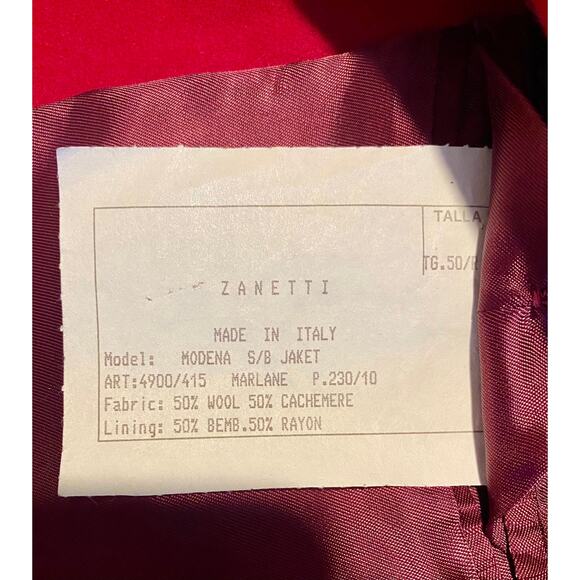 TALLA
TG.50/R
ZANETTI
MADE IN ITALY
Model: MODENA S/B JAKET
ART:4900/415 MARLANE P.230/10
Fabric: 50% WOOL 50% CACHEMERE
Lining: 50% BEMB.50% RAYON